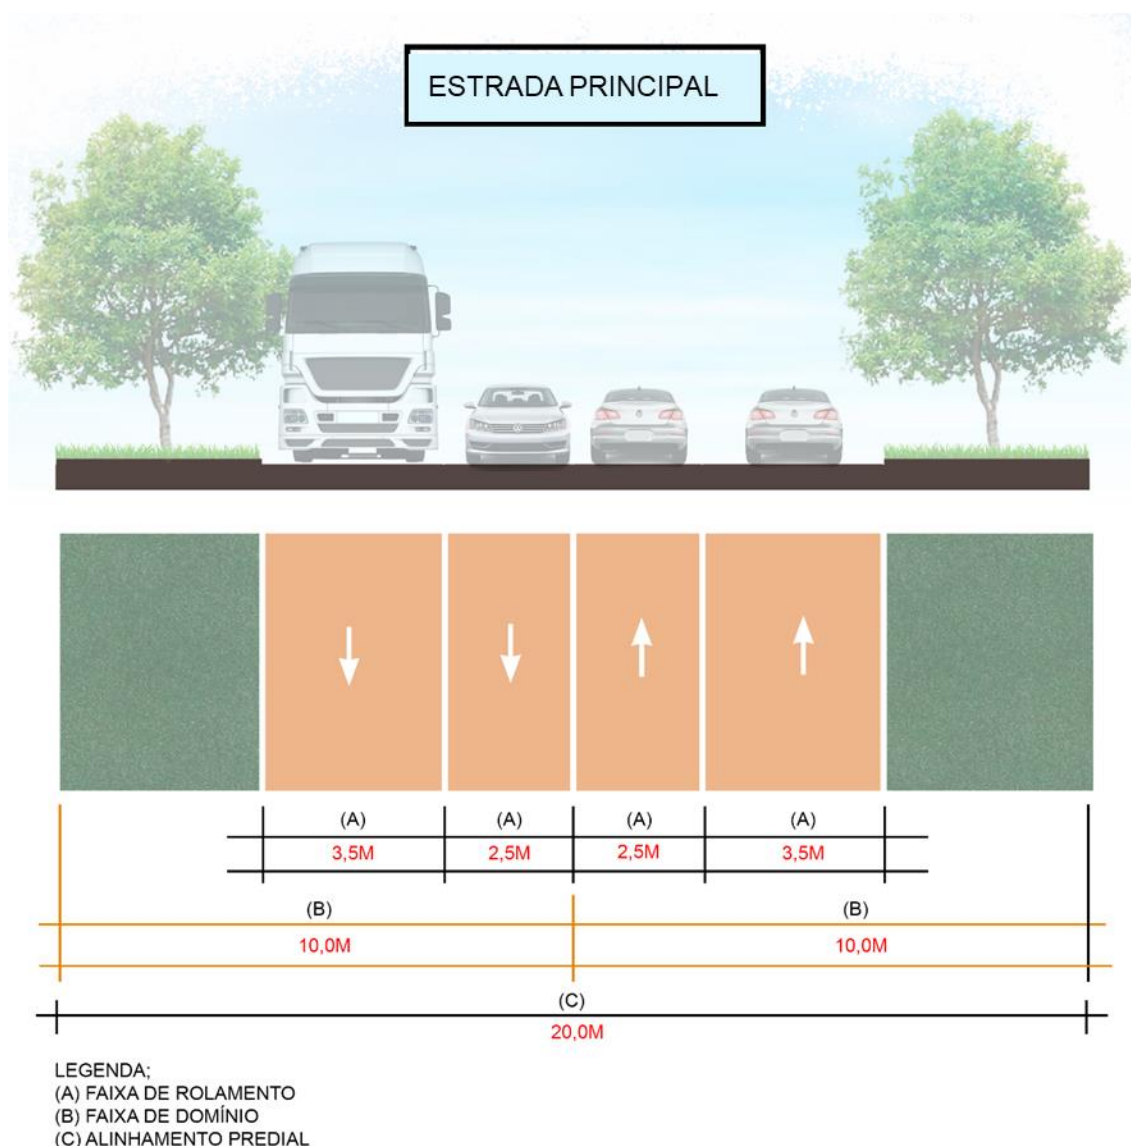 ESTRADA PRINCIPAL
(A) (A) (A) (A)
3,5M 2,5M 2,5M 3,5M
(B) (B)
10,0M 10,0M
(C)
20,0M
LEGENDA;
(A) FAIXA DE ROLAMENTO
(B) FAIXA DE DOMÍNIO
(C) ALINHAMENTO PREDIAL